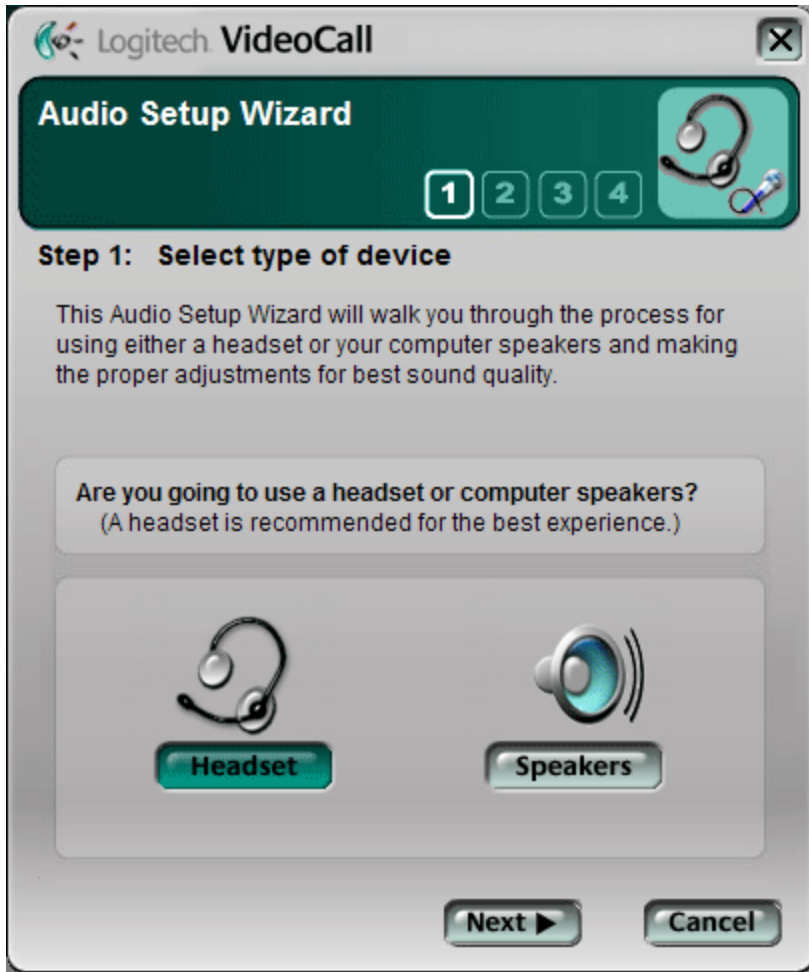 Logitech VideoCall
Audio Setup Wizard
1 2 3 4
Step 1: Select type of device
This Audio Setup Wizard will walk you through the process for
using either a headset or your computer speakers and making
the proper adjustments for best sound quality.
Are you going to use a headset or computer speakers?
(A headset is recommended for the best experience.)
Headset Speakers
Next Cancel